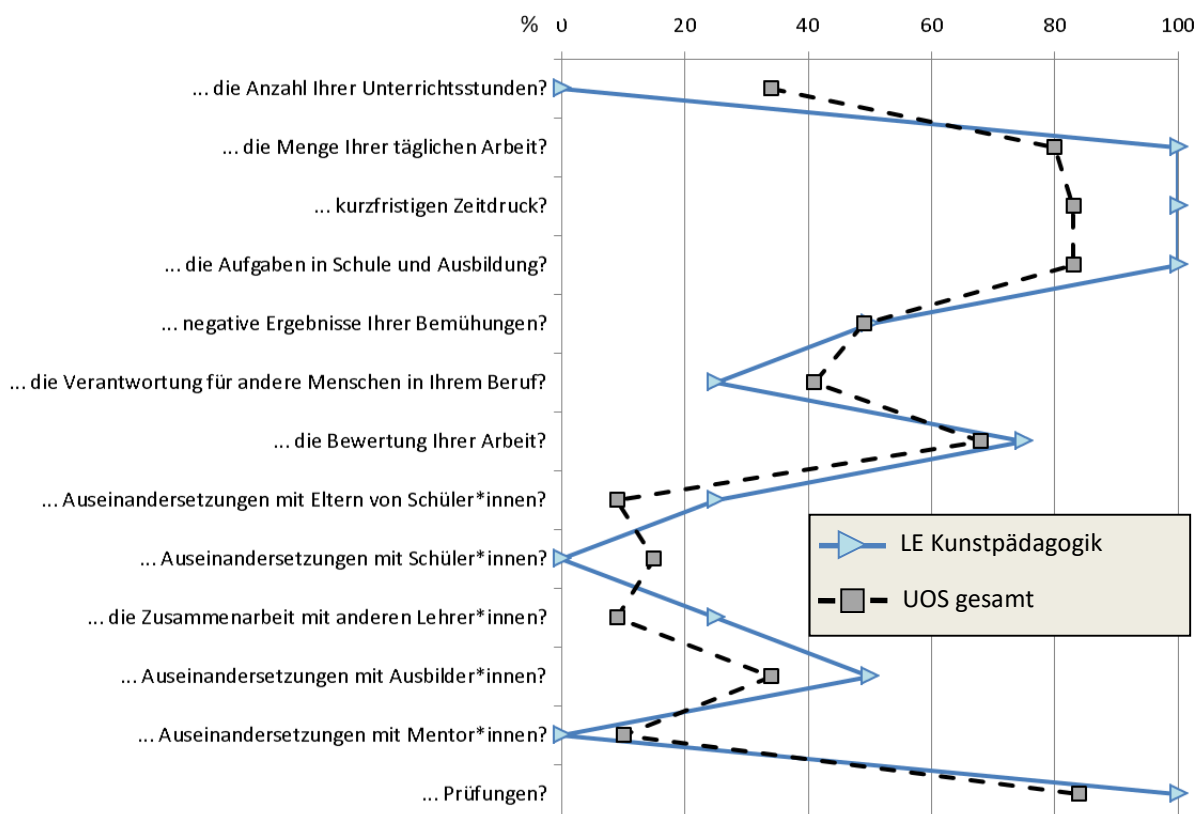 % 0 20 40 60 80 100
... die Anzahl Ihrer Unterrichtsstunden?
... die Menge Ihrer täglichen Arbeit?
... kurzfristigen Zeitdruck?
... die Aufgaben in Schule und Ausbildung?
... negative Ergebnisse Ihrer Bemühungen?
... die Verantwortung für andere Menschen in Ihrem Beruf?
... die Bewertung Ihrer Arbeit?
... Auseinandersetzungen mit Eltern von Schüler*innen?
... Auseinandersetzungen mit Schüler*innen?
... die Zusammenarbeit mit anderen Lehrer*innen?
... Auseinandersetzungen mit Ausbilder*innen?
... Auseinandersetzungen mit Mentor*innen?
... Prüfungen?
LE Kunstpädagogik
UOS gesamt